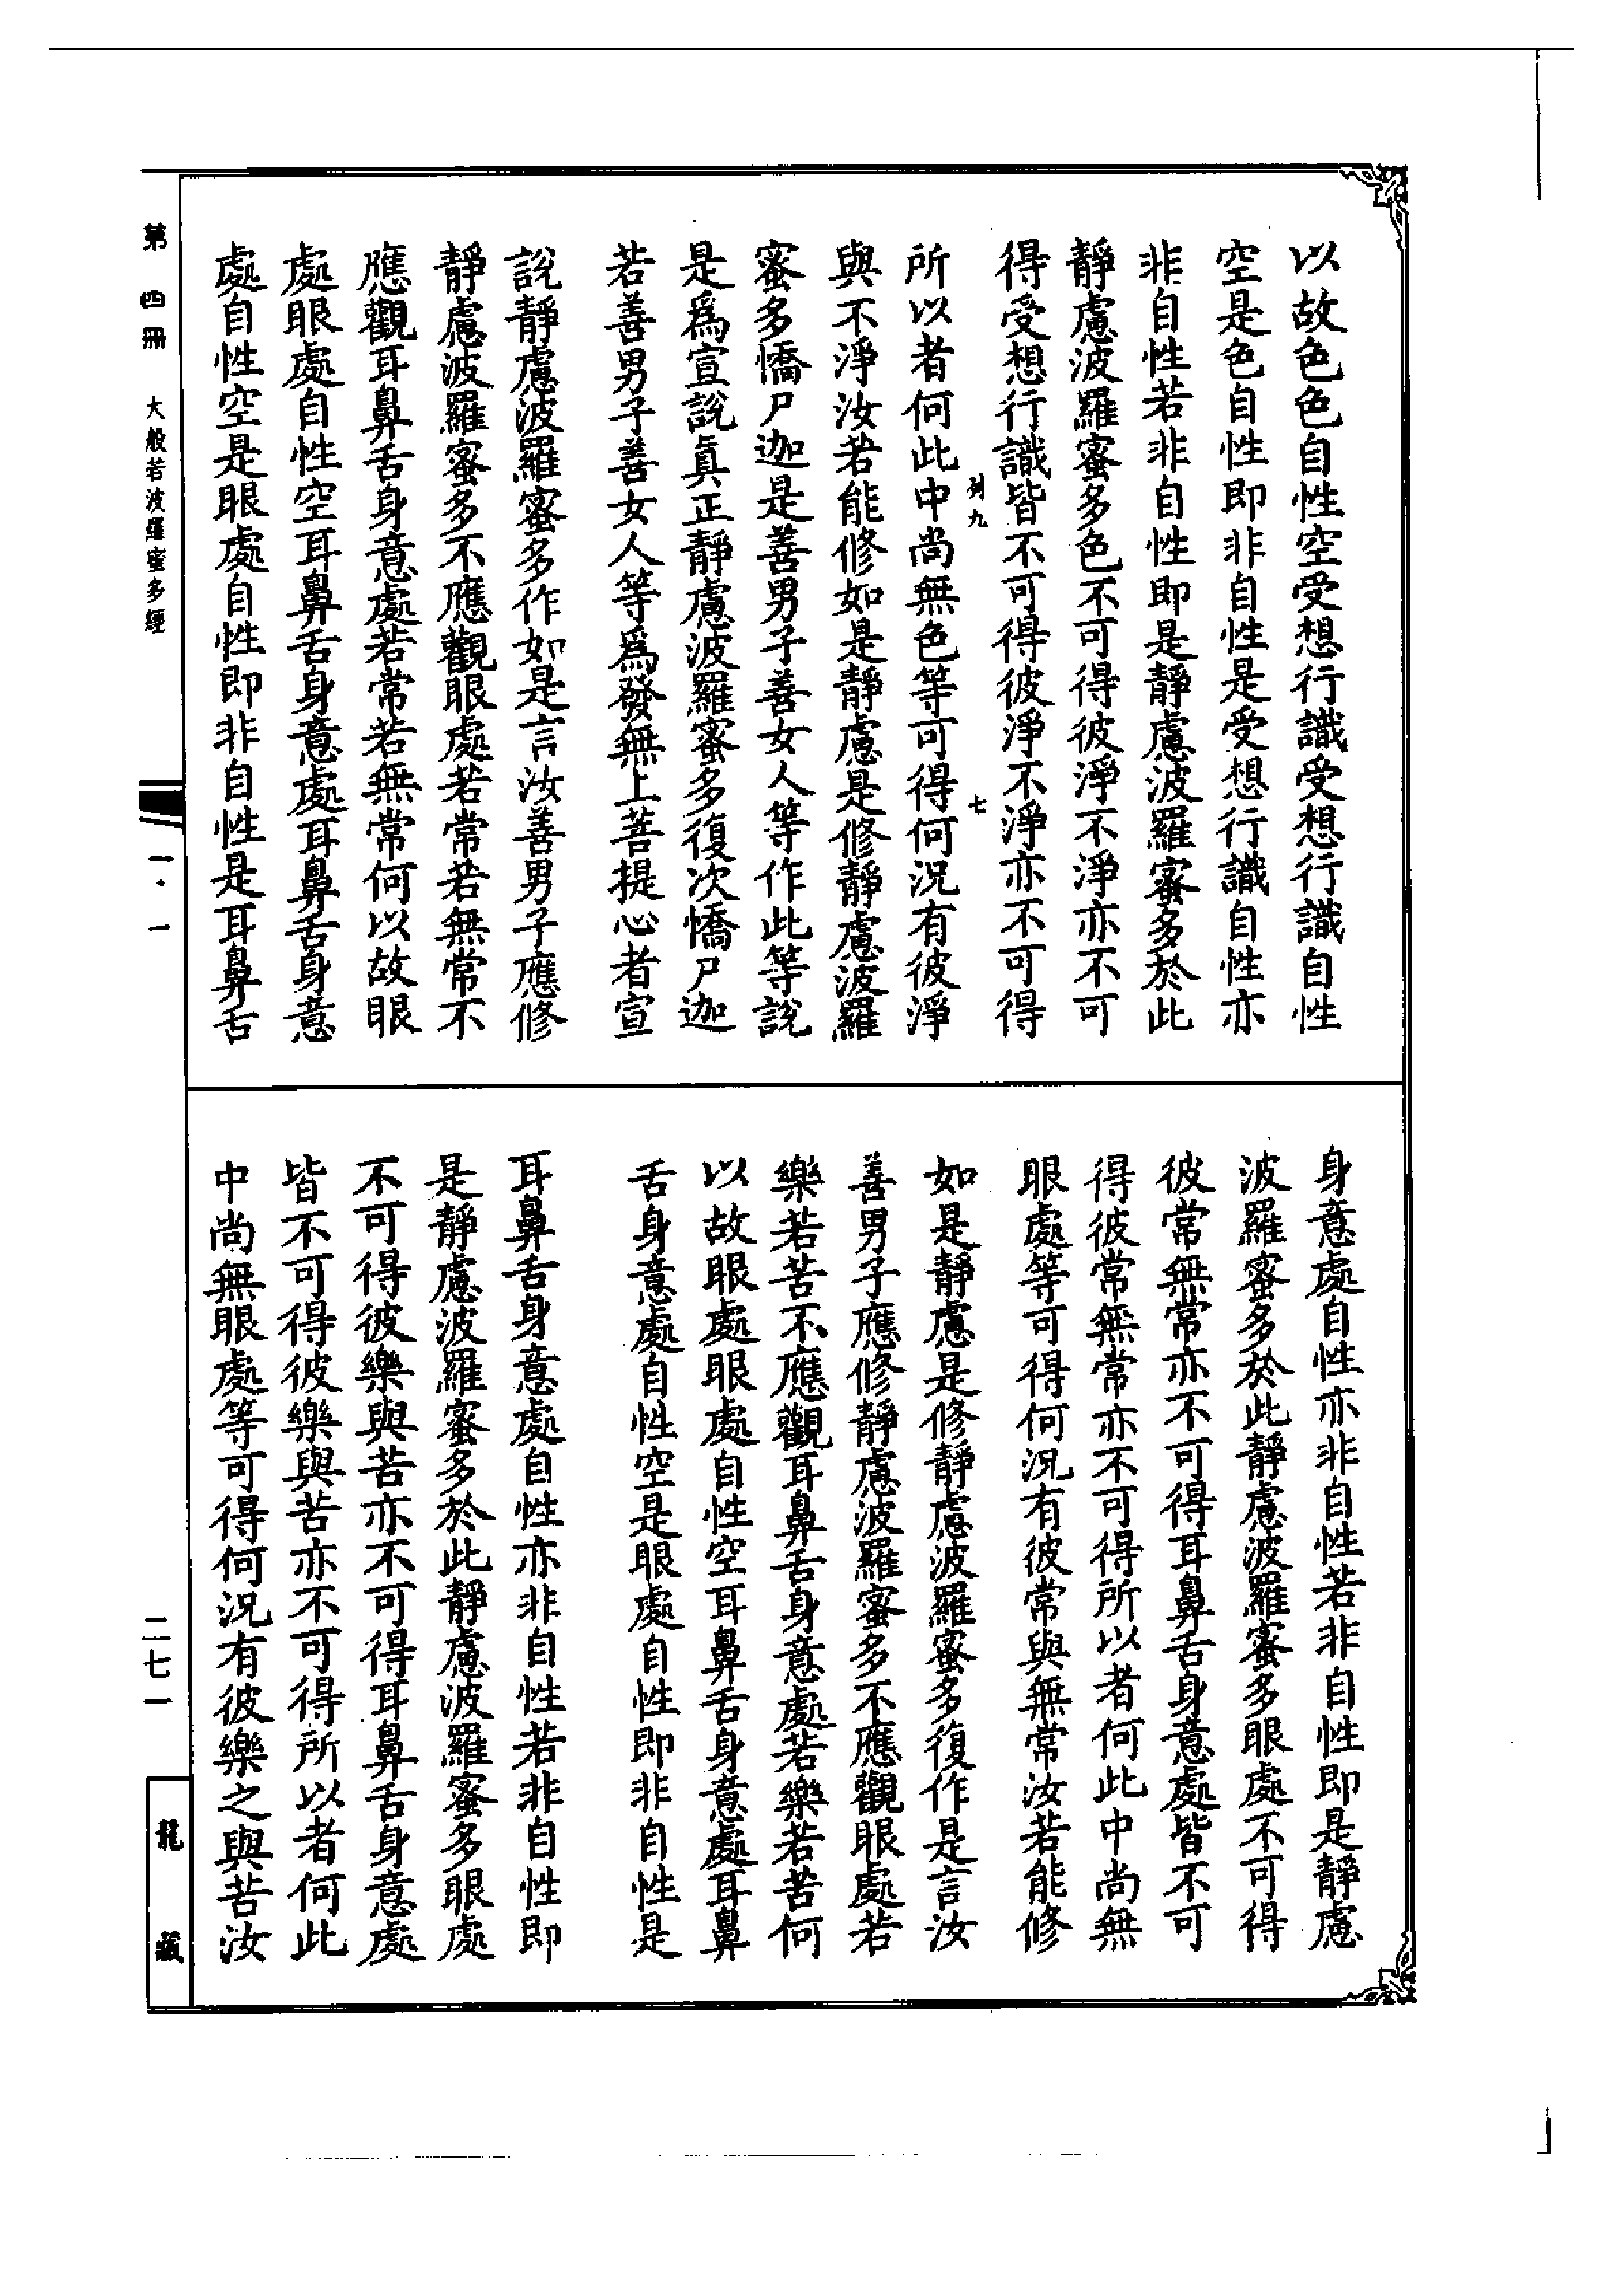 以故色色自性空受想行識受想行識自性
空是色自性即非自性是受想行識自性亦
非自性若非自性即是靜慮波羅蜜多於此
靜慮波羅蜜多色不可得彼淨不淨亦不可
得受想行識皆不可得彼淨不淨亦不可得
列九 七
所以者何此中尚無色等可得何況有彼淨
與不淨汝若能修如是靜慮是修靜慮波羅
蜜多憍尸迦是善男子善女人等作此等說
是爲宣說眞正靜慮波羅蜜多復次憍尸迦
若善男子善女人等爲發無上菩提心者宣
說靜慮波羅蜜多作如是言汝善男子應修
靜慮波羅蜜多不應觀眼處若常若無常不
應觀耳鼻舌身意處若常若無常何以故眼
處眼處自性空耳鼻舌身意處耳鼻舌身意
處自性空是眼處自性即非自性是耳鼻舌
身意處自性亦非自性若非自性即是靜慮
波羅蜜多於此靜慮波羅蜜多眼處不可得
彼常無常亦不可得耳鼻舌身意處皆不可
得彼常無常亦不可得所以者何此中尚無
眼處等可得何況有彼常與無常汝若能修
如是靜慮是修靜慮波羅蜜多復作是言汝
善男子應修靜慮波羅蜜多不應觀眼處若
樂若苦不應觀耳鼻舌身意處若樂若苦何
以故眼處眼處自性空耳鼻舌身意處耳鼻
舌身意處自性空是眼處自性即非自性是
耳鼻舌身意處自性亦非自性若非自性即
是靜慮波羅蜜多於此靜慮波羅蜜多眼處
不可得彼樂與苦亦不可得耳鼻舌身意處
皆不可得彼樂與苦亦不可得所以者何此
中尚無眼處等可得何況有彼樂之與苦汝
第四冊 大般若波羅蜜多經 一·一 二七一 龍藏